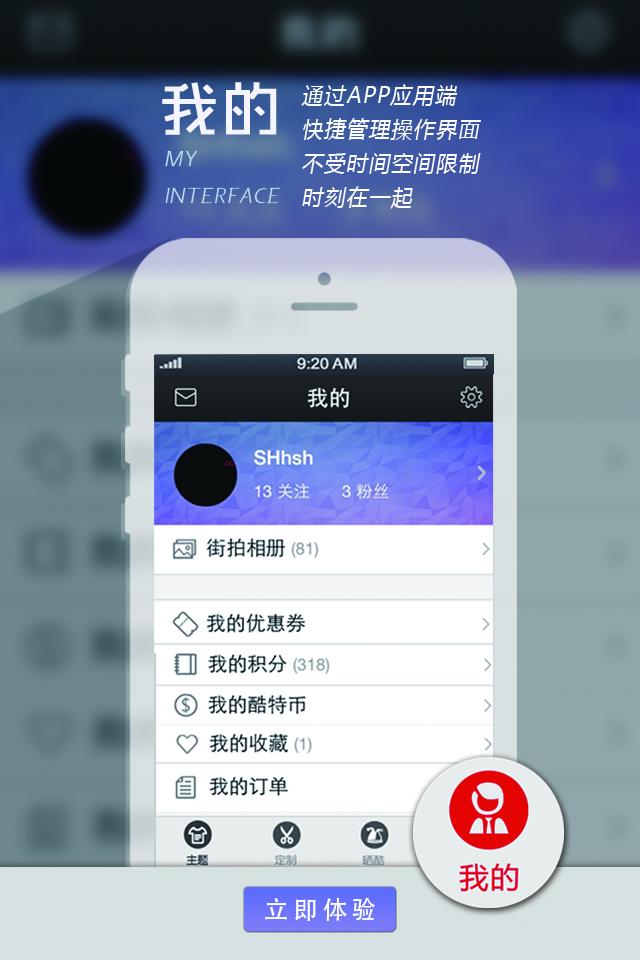 我的
MY
INTERFACE
通过APP应用端
快捷管理操作界面
不受时间空间限制
时刻在一起
9:20 AM
我的
SHhsh
13 关注 3 粉丝
街拍相册 (81)
我的优惠券
我的积分 (318)
我的酷特币
我的收藏 (1)
我的订单
主题 定制 晒酷
我的
立即体验